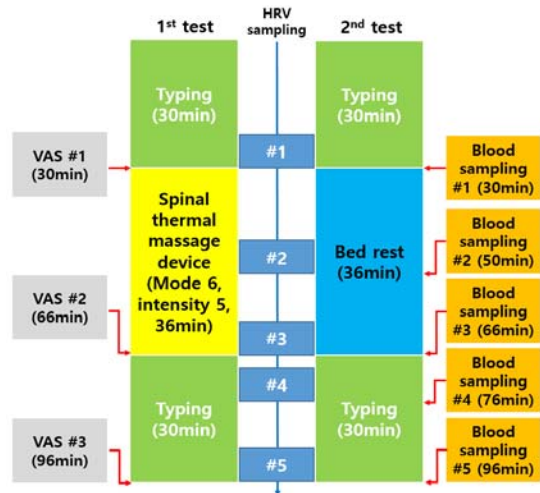 1st test
HRV
sampling
2nd test
Typing
(30min)
Typing
(30min)
VAS #1
(30min)
#1
Blood
sampling
#1 (30min)
Spinal
thermal
massage
device
(Mode 6,
intensity 5,
36min)
#2
Bed rest
(36min)
Blood
sampling
#2 (50min)
VAS #2
(66min)
#3
Blood
sampling
#3 (66min)
#4
Blood
sampling
#4 (76min)
Typing
(30min)
Typing
(30min)
VAS #3
(96min)
#5
Blood
sampling
#5 (96min)